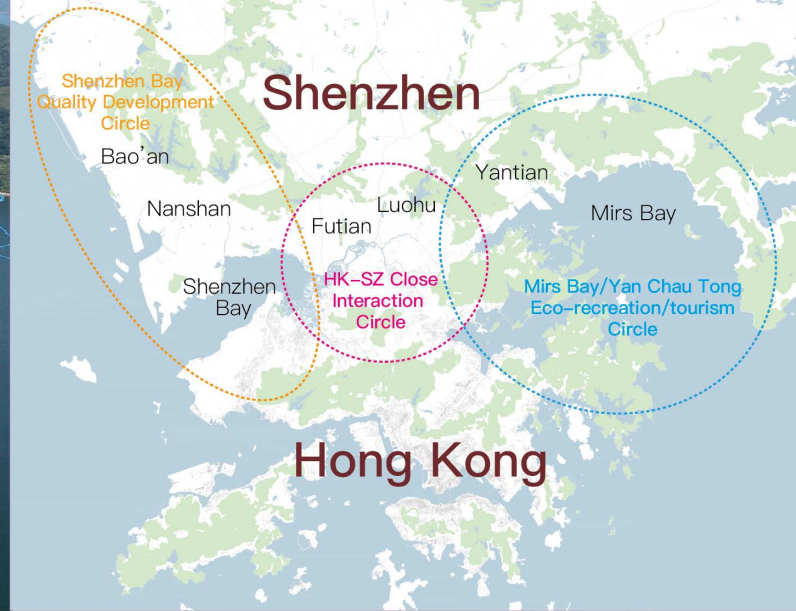 Shenzhen Bay
Quality Development
Circle
Shenzhen
Bao'an
Yantian
Nanshan
Luohu
Futian
Mirs Bay
Shenzhen
Bay
HK-SZ Close
Interaction
Circle
Mirs Bay/Yan Chau Tong
Eco-recreation/tourism
Circle
Hong Kong